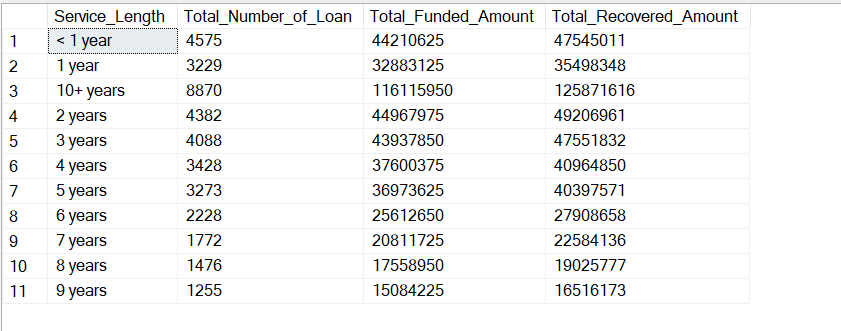 Service_Length Total_Number_of_Loan Total_Funded_Amount Total_Recovered_Amount
1 < 1 year 4575 44210625 47545011
2 1 year 3229 32883125 35498348
3 10+ years 8870 116115950 125871616
4 2 years 4382 44967975 49206961
5 3 years 4088 43937850 47551832
6 4 years 3428 37600375 40964850
7 5 years 3273 36973625 40397571
8 6 years 2228 25612650 27908658
9 7 years 1772 20811725 22584136
10 8 years 1476 17558950 19025777
11 9 years 1255 15084225 16516173